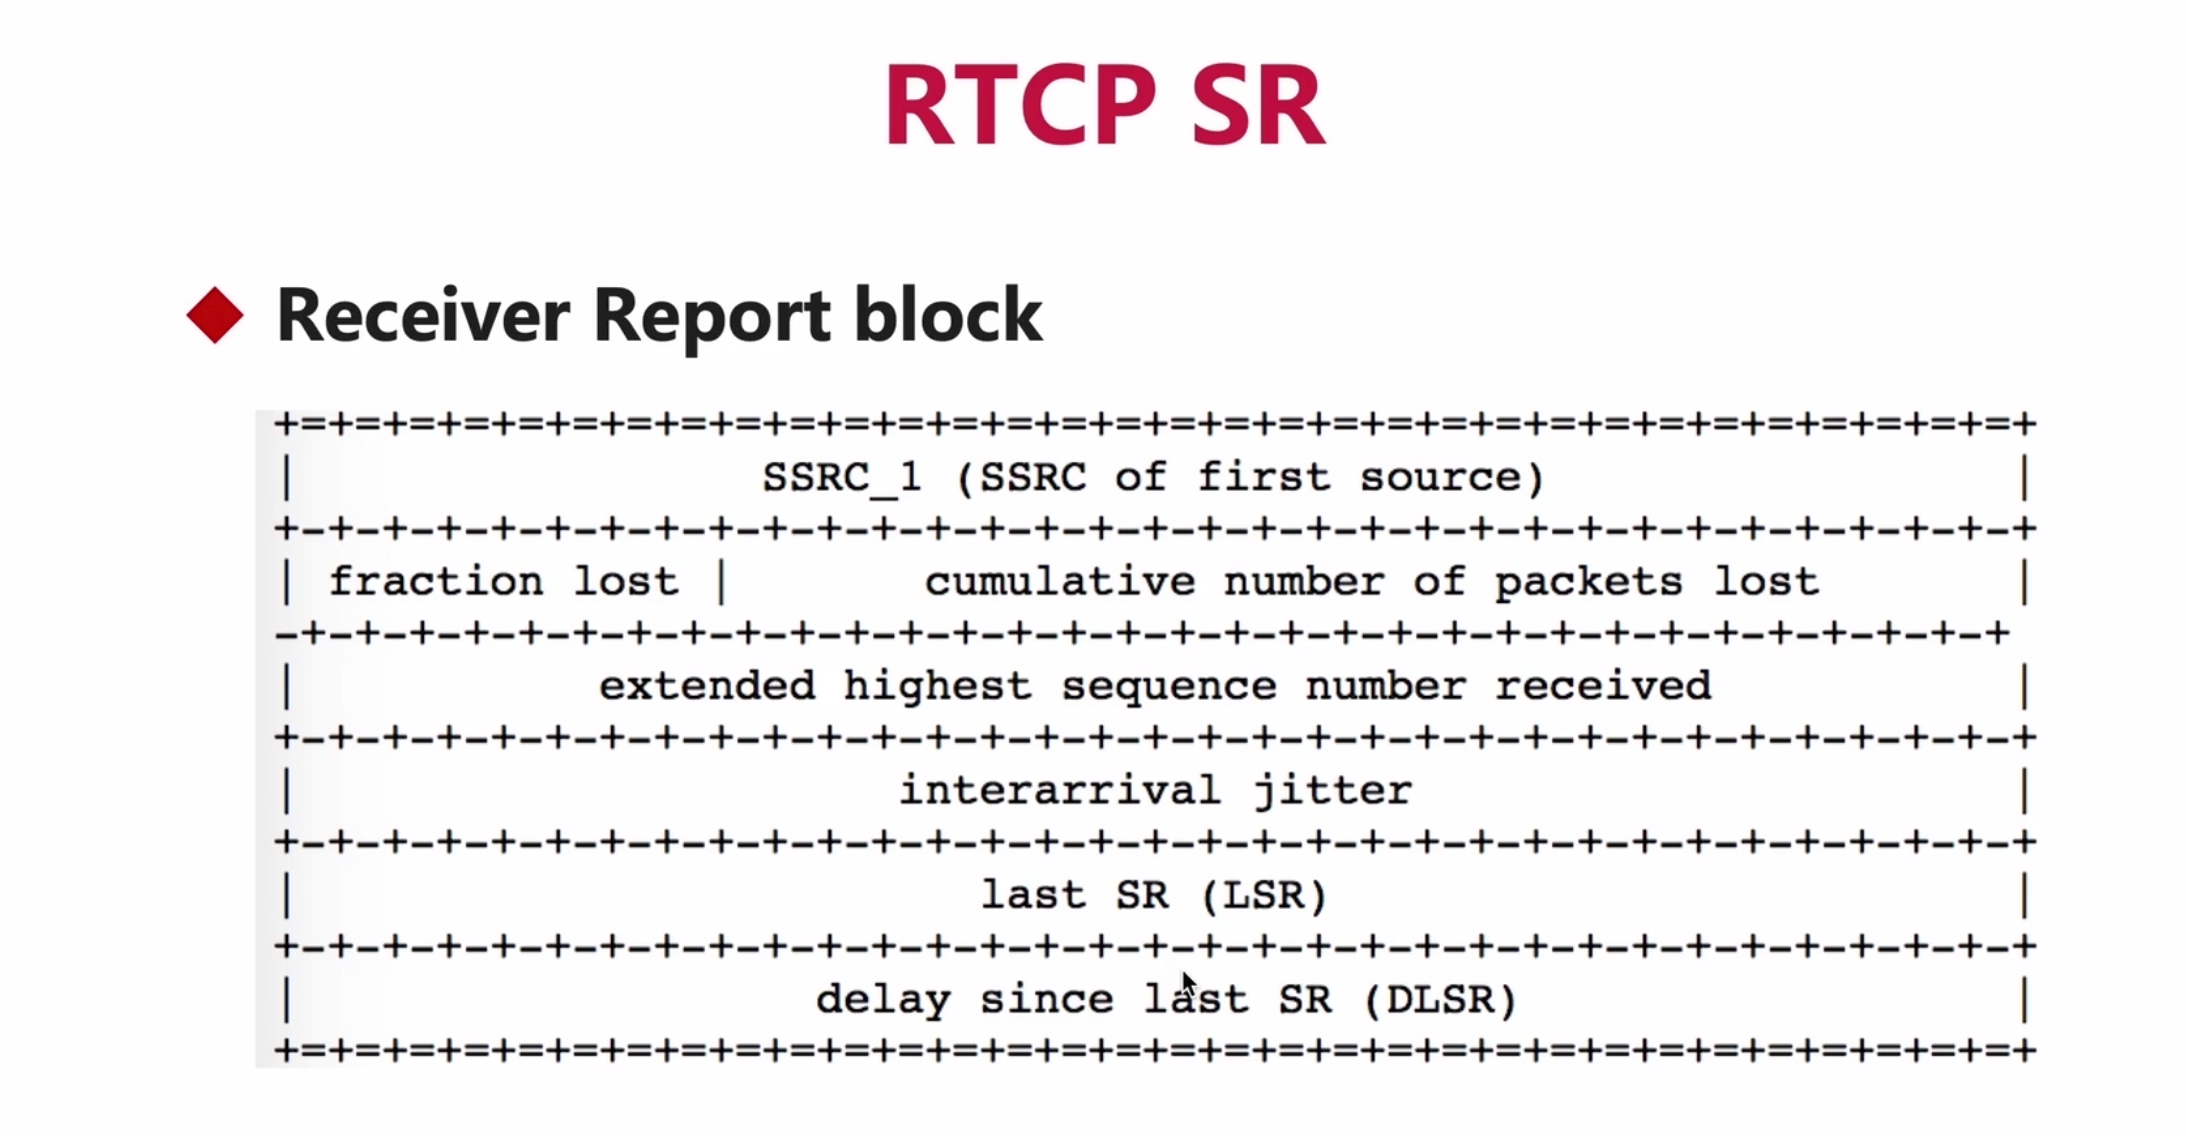 RTCP SR
Receiver Report block
+=+=+=+=+=+=+=+=+=+=+=+=+=+=+=+=+=+=+=+=+=+=+=+=+=+=+=+=+=+=+=+=+
| SSRC_1 (SSRC of first source) |
+-+-+-+-+-+-+-+-+-+-+-+-+-+-+-+-+-+-+-+-+-+-+-+-+-+-+-+-+-+-+-+-+
| fraction lost | cumulative number of packets lost |
-+-+-+-+-+-+-+-+-+-+-+-+-+-+-+-+-+-+-+-+-+-+-+-+-+-+-+-+-+-+-+-+
| extended highest sequence number received |
+-+-+-+-+-+-+-+-+-+-+-+-+-+-+-+-+-+-+-+-+-+-+-+-+-+-+-+-+-+-+-+-+
| interarrival jitter |
+-+-+-+-+-+-+-+-+-+-+-+-+-+-+-+-+-+-+-+-+-+-+-+-+-+-+-+-+-+-+-+-+
| last SR (LSR) |
+-+-+-+-+-+-+-+-+-+-+-+-+-+-+-+-+-+-+-+-+-+-+-+-+-+-+-+-+-+-+-+-+
| delay since last SR (DLSR) |
+=+=+=+=+=+=+=+=+=+=+=+=+=+=+=+=+=+=+=+=+=+=+=+=+=+=+=+=+=+=+=+=+